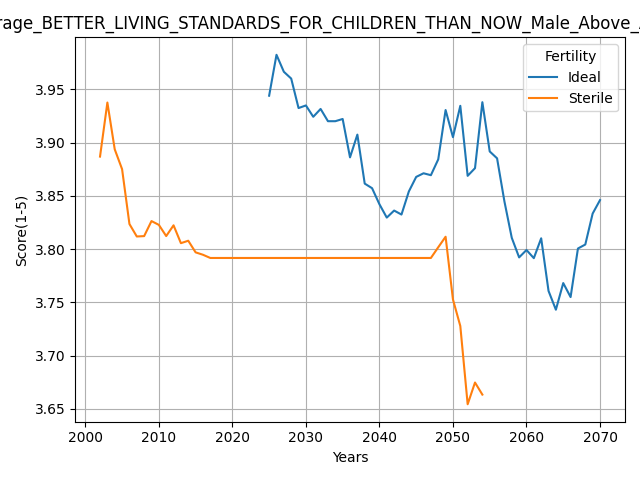 rage_BETTER_LIVING_STANDARDS_FOR_CHILDREN_THAN_NOW_Male_Above_
Fertility
Ideal
Sterile
3.95
3.90
3.85
3.80
3.75
3.70
3.65
Score(1-5)
2000 2010 2020 2030 2040 2050 2060 2070
Years